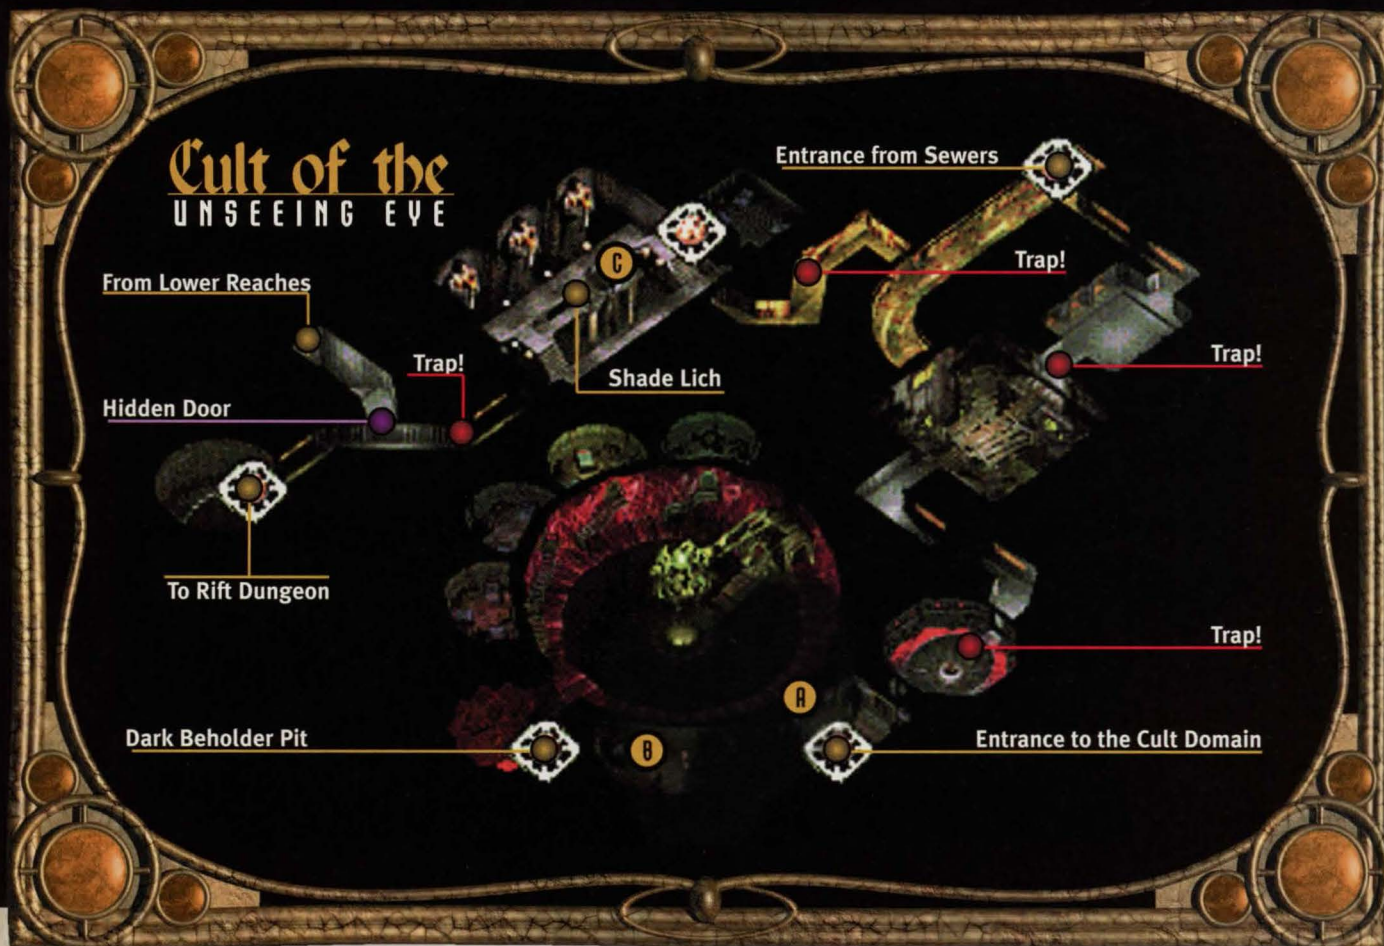 Cult of the
UNSEEING EYE
Entrance from Sewers
C
Trap!
From Lower Reaches
Trap!
Trap!
Shade Lich
Hidden Door
To Rift Dungeon
Trap!
A
Dark Beholder Pit
B
Entrance to the Cult Domain